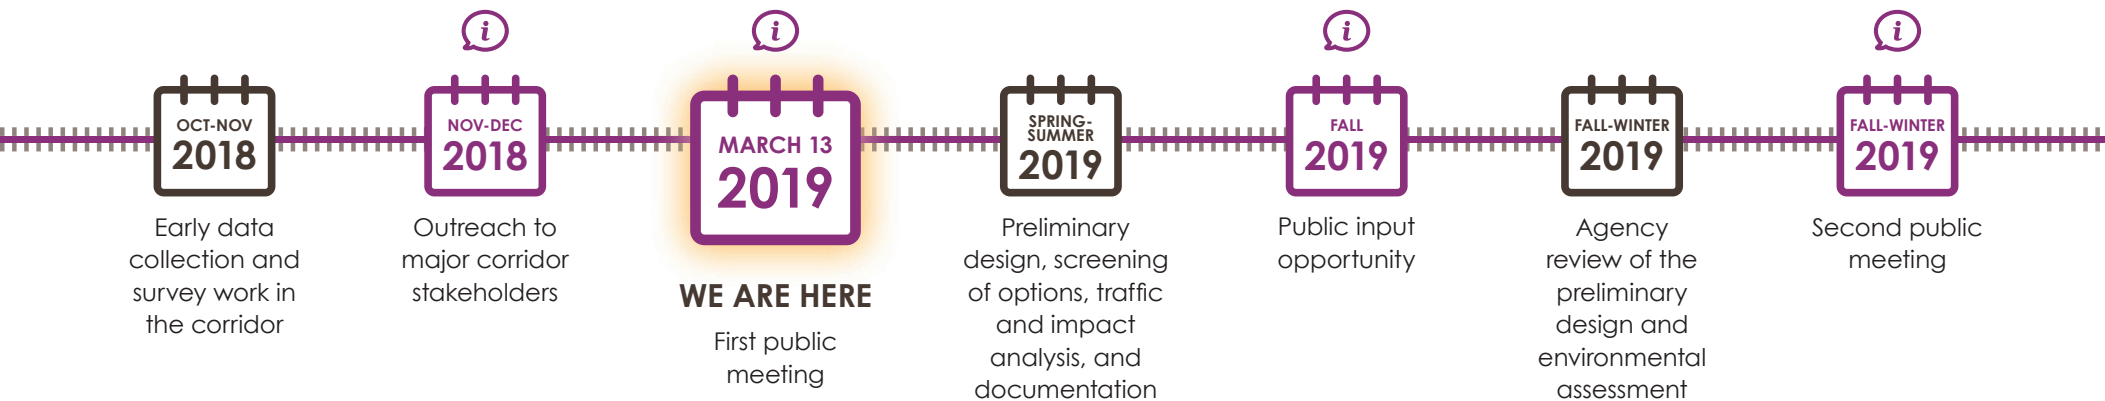 i
i
i
i
OCT-NOV
2018
Early data
collection and
survey work in
the corridor
NOV-DEC
2018
Outreach to
major corridor
stakeholders
MARCH 13
2019
WE ARE HERE
First public
meeting
SPRING-
SUMMER
2019
Preliminary
design, screening
of options, traffic
and impact
analysis, and
documentation
FALL
2019
Public input
opportunity
FALL-WINTER
2019
Agency
review of the
preliminary
design and
environmental
assessment
FALL-WINTER
2019
Second public
meeting